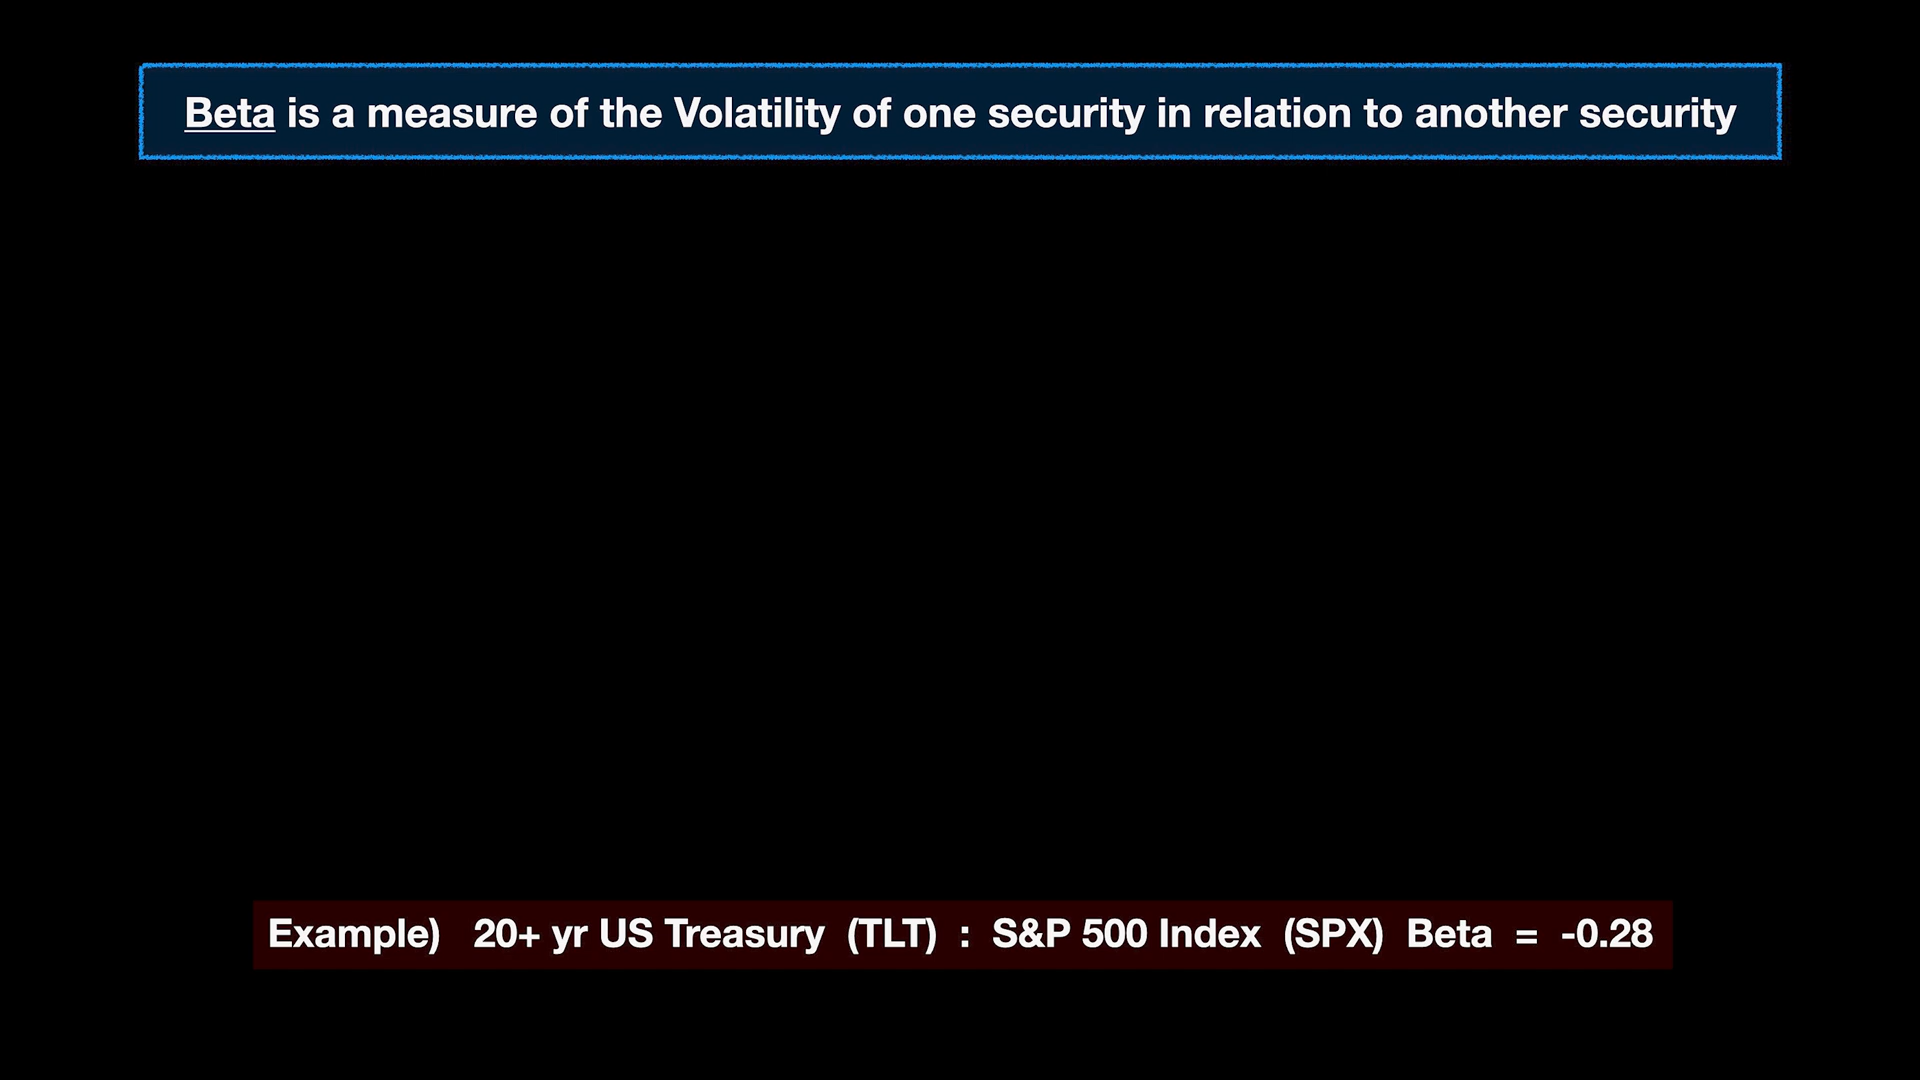 Beta is a measure of the Volatility of one security in relation to another security
Example) 20+ yr US Treasury (TLT) : S&P 500 Index (SPX) Beta = -0.28